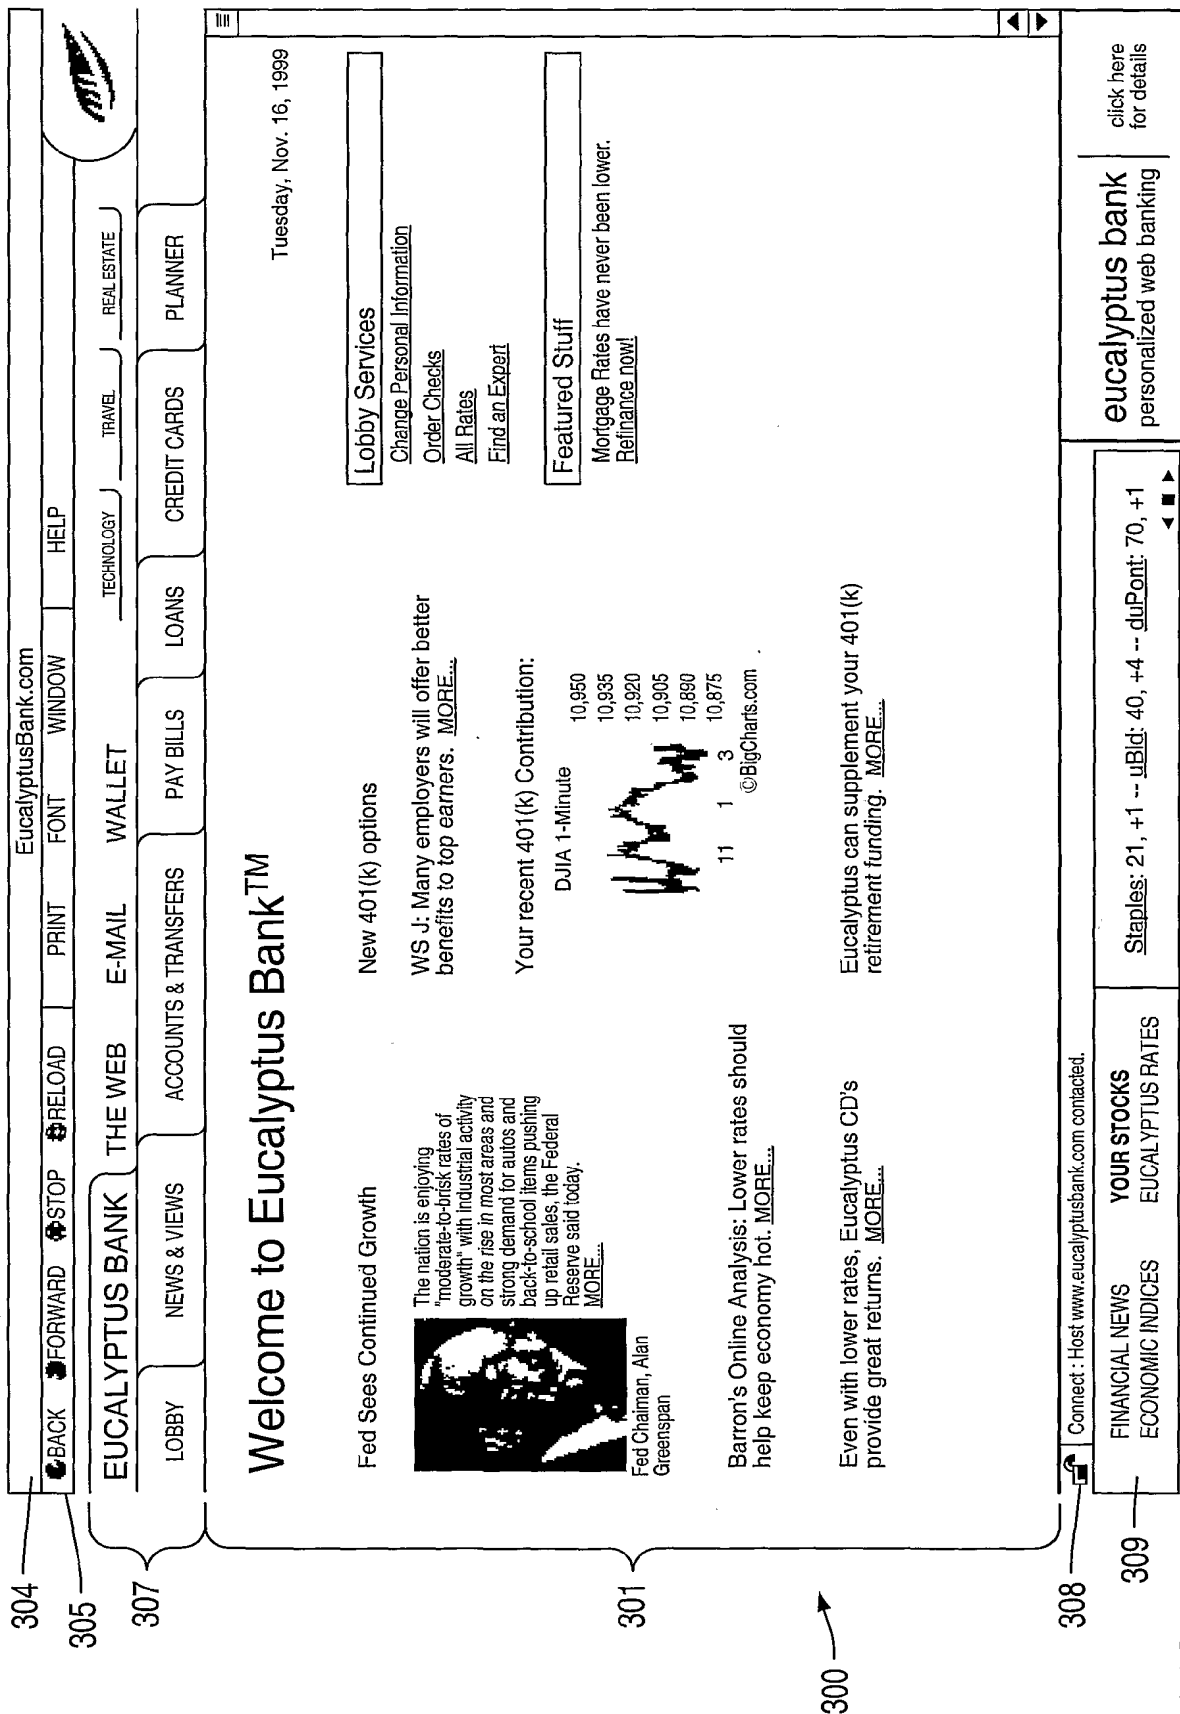 304
305
307
301
300
308
309
EucalyptusBank.com
BACK FORWARD STOP RELOAD PRINT FONT WINDOW HELP
EUCALYPTUS BANK THE WEB E-MAIL WALLET TECHNOLOGY TRAVEL REAL ESTATE
LOBBY NEWS & VIEWS ACCOUNTS & TRANSFERS PAY BILLS LOANS CREDIT CARDS PLANNER
Welcome to Eucalyptus Bank™
Tuesday, Nov. 16, 1999
Fed Sees Continued Growth
The nation is enjoying
"moderate-to-brisk rates of
growth" with industrial activity
on the rise in most areas and
strong demand for autos and
back-to-school items pushing
up retail sales, the Federal
Reserve said today.
MORE...
Fed Chaiman, Alan
Greenspan
Barron's Online Analysis: Lower rates should
help keep economy hot. MORE...
Even with lower rates, Eucalyptus CD's
provide great returns. MORE...
New 401(k) options
WS J: Many employers will offer better
benefits to top earners. MORE...
Your recent 401(k) Contribution:
DJIA 1-Minute
10,950
10,935
10,920
10,905
10,890
10,875
11 1 3
©BigCharts.com
Eucalyptus can supplement your 401(k)
retirement funding. MORE...
Lobby Services
Change Personal Information
Order Checks
All Rates
Find an Expert
Featured Stuff
Mortgage Rates have never been lower.
Refinance now!
Connect : Host www.eucalyptusbank.com contacted.
FINANCIAL NEWS YOUR STOCKS
ECONOMIC INDICES EUCALYPTUS RATES
Staples: 21, +1 -- uBld: 40, +4 -- duPont: 70, +1
eucalyptus bank
personalized web banking
click here
for details